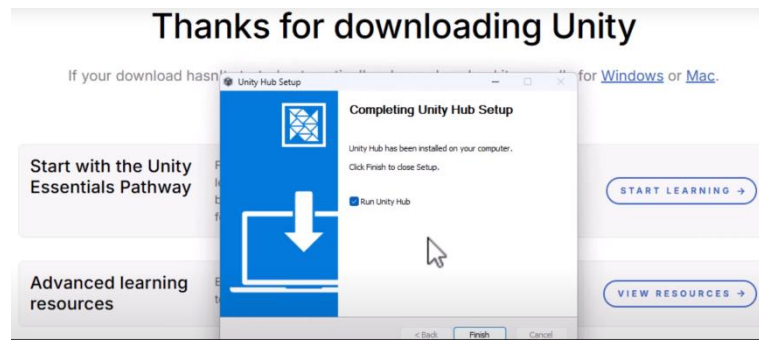 Thanks for downloading Unity
If your download hasn't
for Windows or Mac.
Unity Hub Setup
Completing Unity Hub Setup
Unity Hub has been installed on your computer.
Click Finish to close Setup.
Run Unity Hub
Start with the Unity
Essentials Pathway
START LEARNING →
Advanced learning
resources
VIEW RESOURCES →
< Back
Finish
Cancel